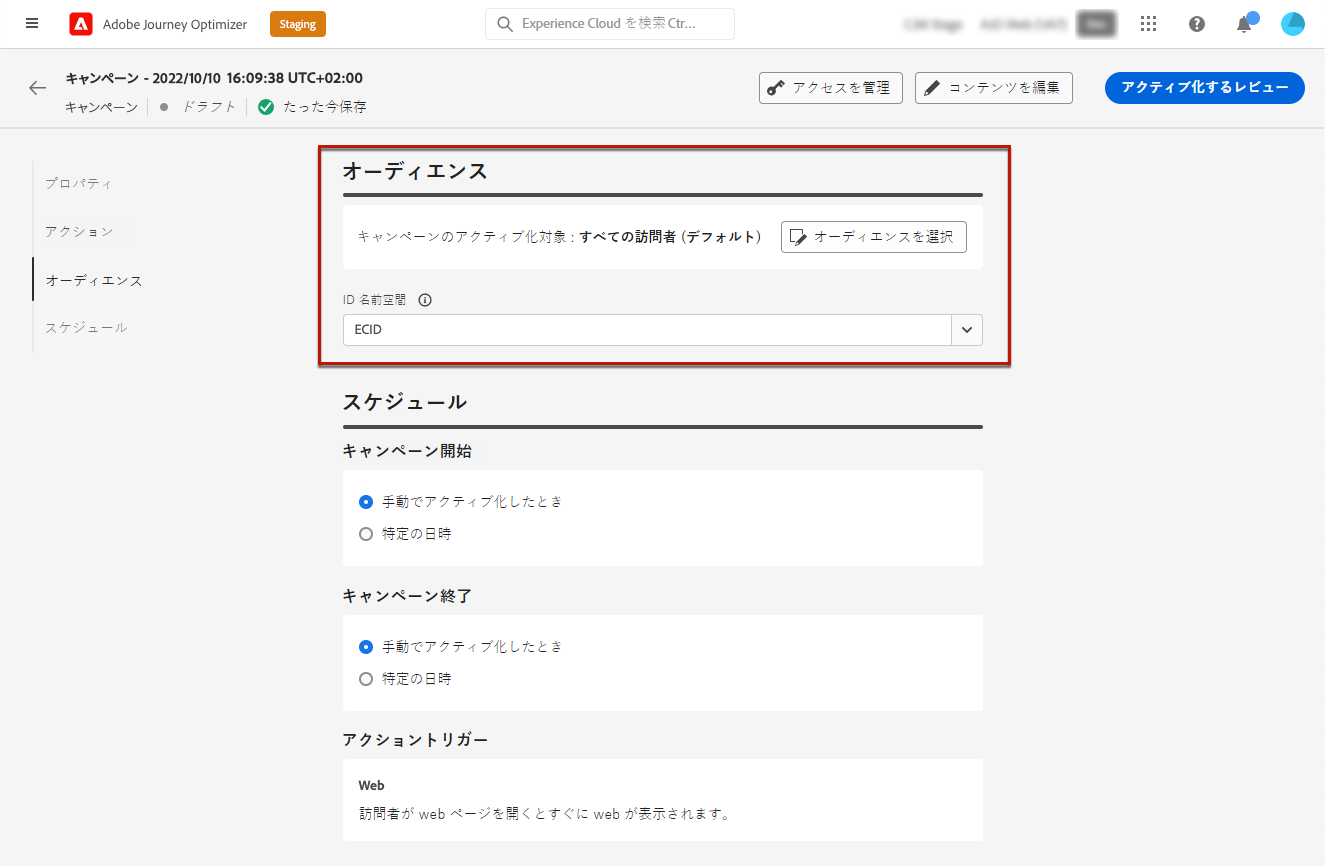 Adobe Journey Optimizer Staging Experience Cloud を検索 Ctr...
キャンペーン - 2022/10/10 16:09:38 UTC+02:00
キャンペーン ドラフト たった今保存
アクセスを管理 コンテンツを編集 アクティブ化するレビュー
プロパティ
アクション
オーディエンス
スケジュール
オーディエンス
キャンペーンのアクティブ化対象 : すべての訪問者 (デフォルト) オーディエンスを選択
ID 名前空間
ECID
スケジュール
キャンペーン開始
手動でアクティブ化したとき
特定の日時
キャンペーン終了
手動でアクティブ化したとき
特定の日時
アクショントリガー
Web
訪問者が web ページを開くとすぐに web が表示されます。